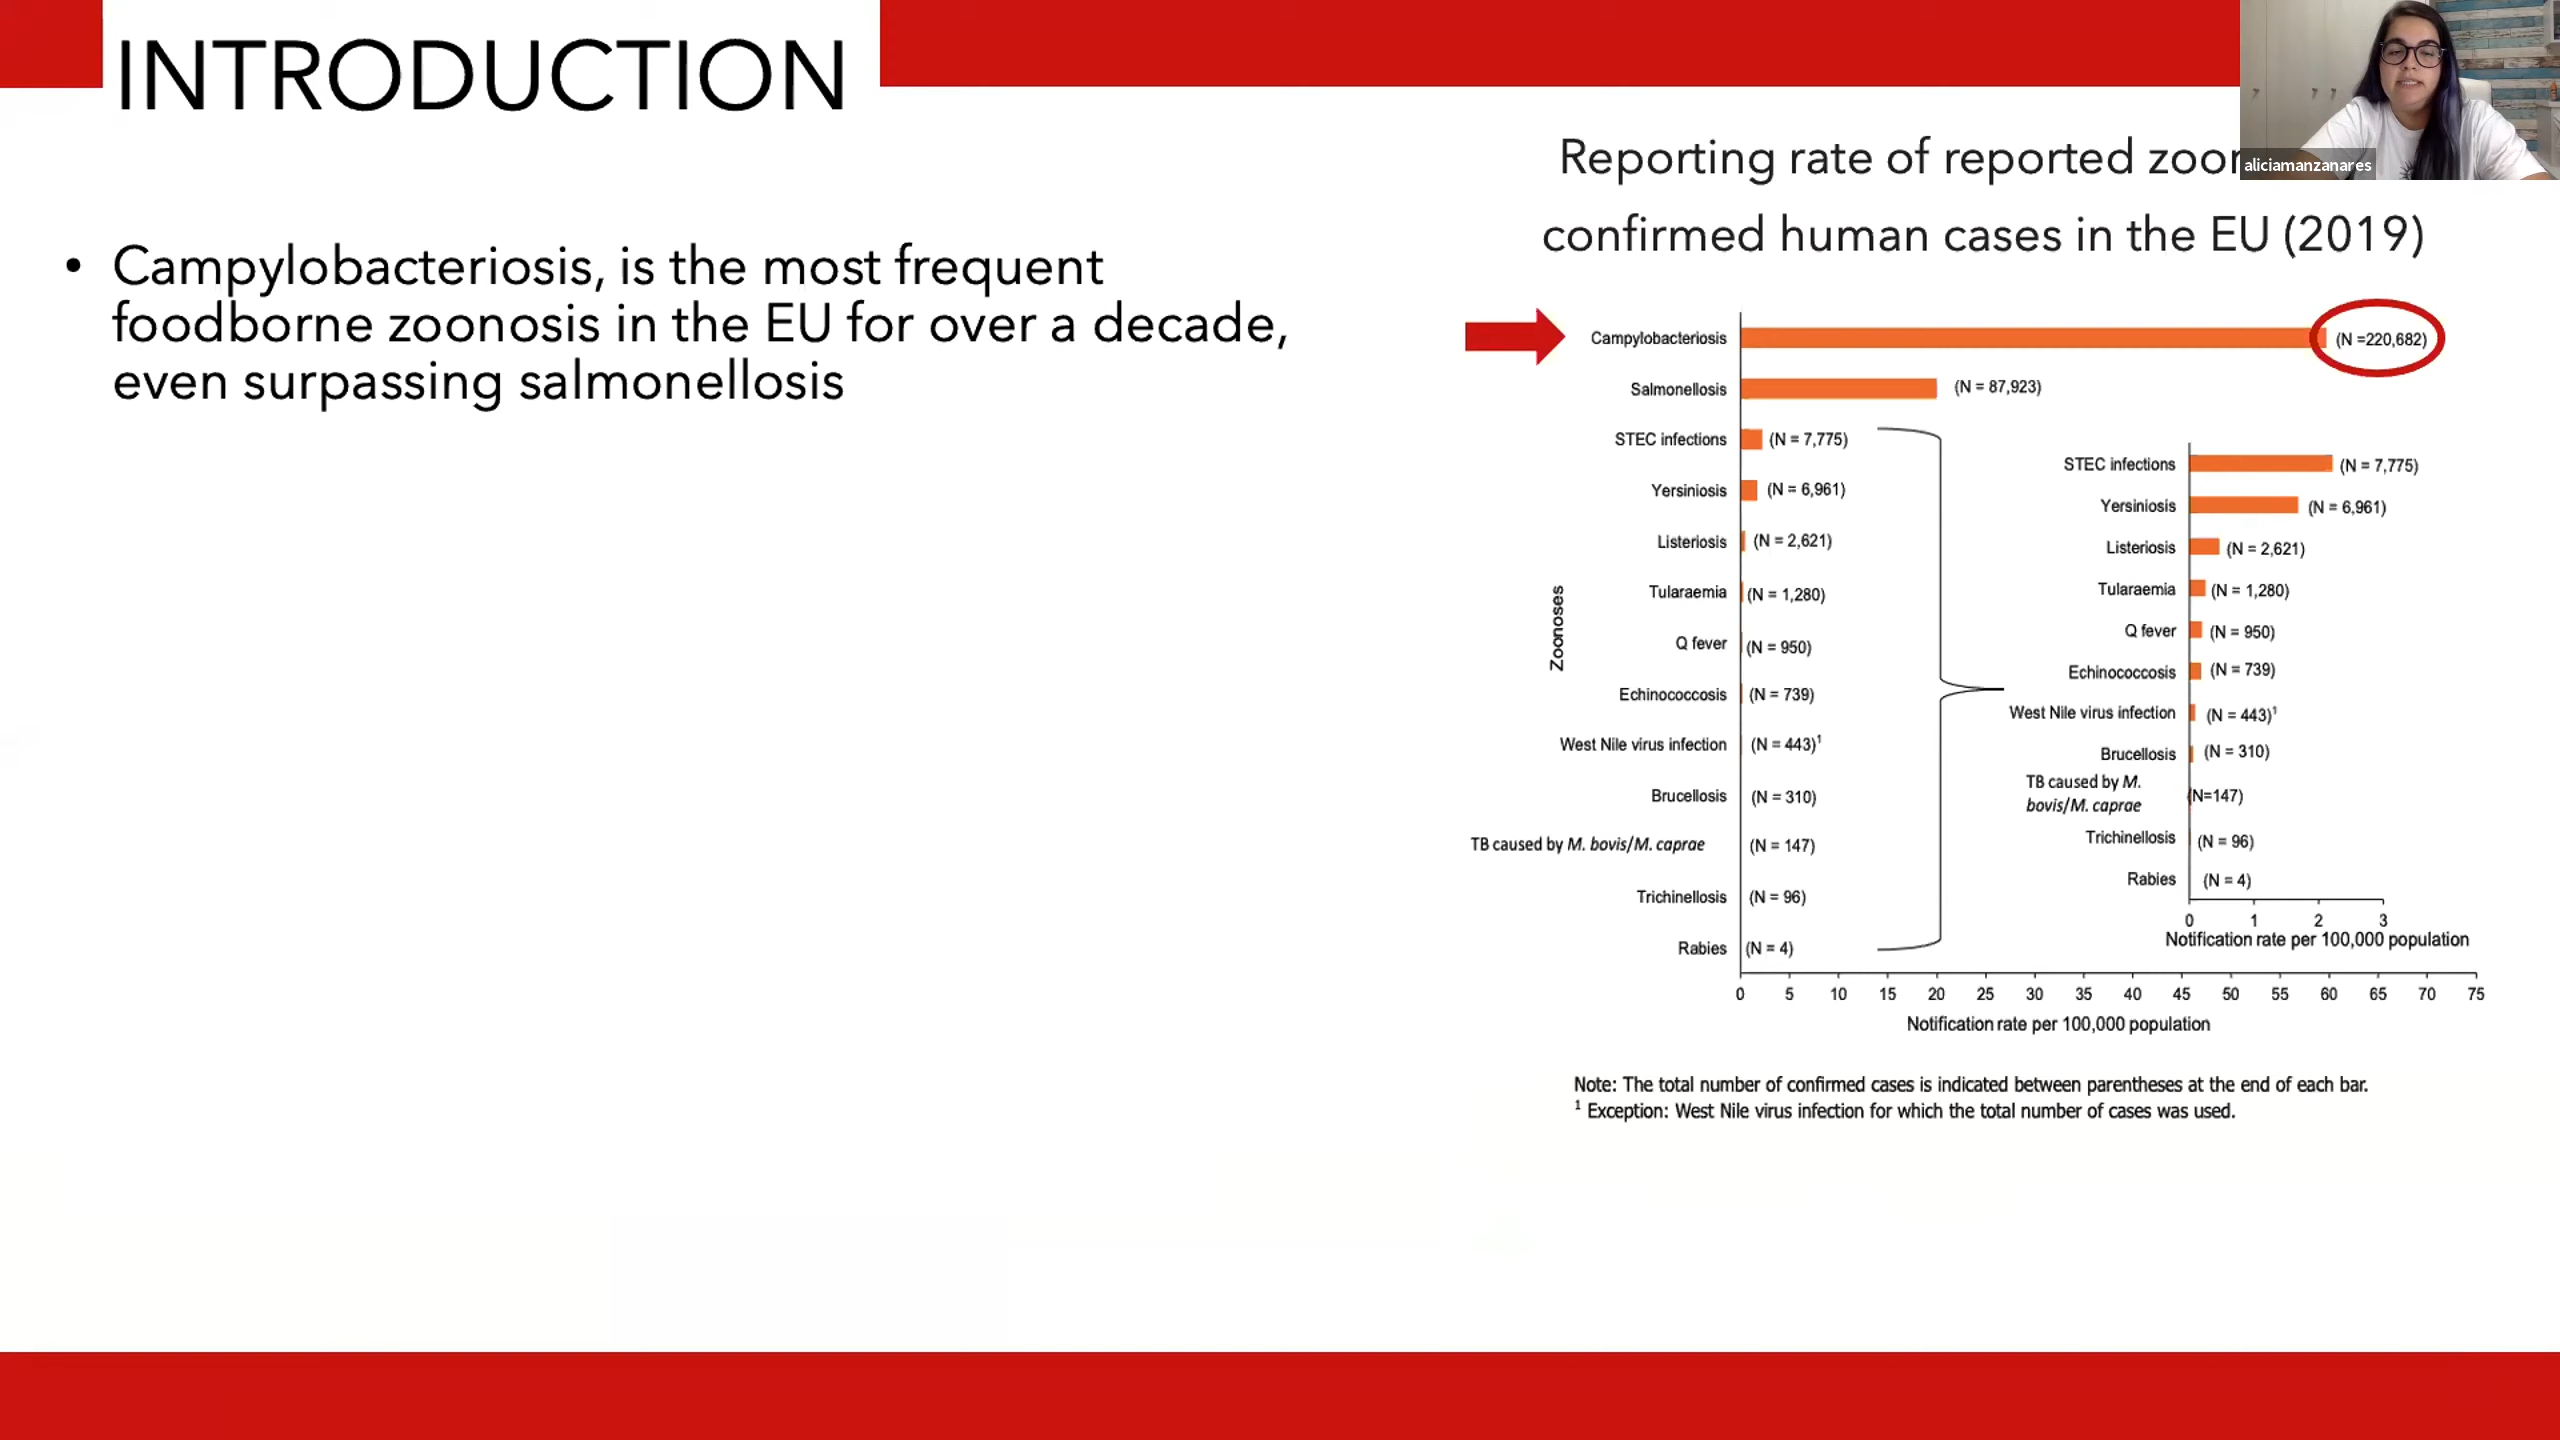 INTRODUCTION
aliciamanzanares
• Campylobacteriosis, is the most frequent
foodborne zoonosis in the EU for over a decade,
even surpassing salmonellosis
Reporting rate of reported
confirmed human cases in the EU (2019)
Zoonoses
Campylobacteriosis (N =220,682)
Salmonellosis (N = 87,923)
STEC infections (N = 7,775)
Yersiniosis (N = 6,961)
Listeriosis (N = 2,621)
Tularaemia (N = 1,280)
Q fever (N = 950)
Echinococcosis (N = 739)
West Nile virus infection (N = 443)¹
Brucellosis (N = 310)
TB caused by M. bovis/M. caprae (N = 147)
Trichinellosis (N = 96)
Rabies (N = 4)
0 5 10 15 20 25 30 35 40 45 50 55 60 65 70 75
Notification rate per 100,000 population
STEC infections (N = 7,775)
Yersiniosis (N = 6,961)
Listeriosis (N = 2,621)
Tularaemia (N = 1,280)
Q fever (N = 950)
Echinococcosis (N = 739)
West Nile virus infection (N = 443)¹
Brucellosis (N = 310)
TB caused by M.
bovis/M. caprae (N=147)
Trichinellosis (N = 96)
Rabies (N = 4)
0 1 2 3
Notification rate per 100,000 population
Note: The total number of confirmed cases is indicated between parentheses at the end of each bar.
¹ Exception: West Nile virus infection for which the total number of cases was used.